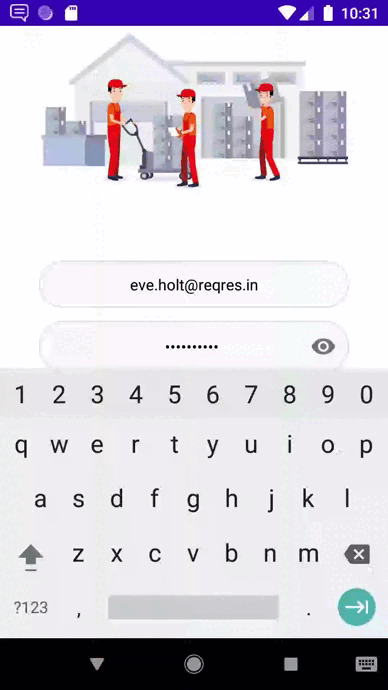 10:31
eve.holt@reqres.in
••••••••••
1 2 3 4 5 6 7 8 9 0
q w e r t y u i o p
a s d f g h j k l
z x c v b n m
?123 , .